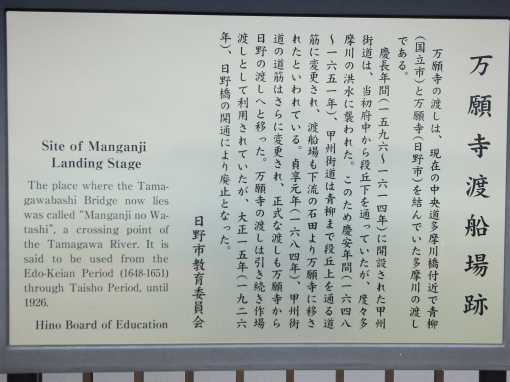 万願寺渡船場跡
万願寺の渡しは、現在の中央道多摩川橋付近で青柳
(国立市)と万願寺(日野市)を結んでいた多摩川の渡し
である。
慶長年間(一五九六~一六一四年)に開設された甲州
街道は、当初府中から段丘下を通っていたが、度々多
摩川の洪水に襲われた。このため慶安年間(一六四八
~一六五一年)、甲州街道は青柳まで段丘上を通る道
筋に変更され、渡船場も下流の石田より万願寺に移さ
れたといわれている。貞享元年(一六八四年)、甲州街
道の道筋はさらに変更され、正式な渡しも万願寺から
日野の渡しへと移った。万願寺の渡しは引き続き作場
渡しとして利用されていたが、大正一五年(一九二六
年)、日野橋の開通により廃止となった。
日野市教育委員会
Site of Manganji
Landing Stage
The place where the Tama-
gawabashi Bridge now lies
was called "Manganji no Wa-
tashi", a crossing point of
the Tamagawa River. It is
said to be used from the
Edo-Keian Period (1648-1651)
through Taisho Period, until
1926.
Hino Board of Education